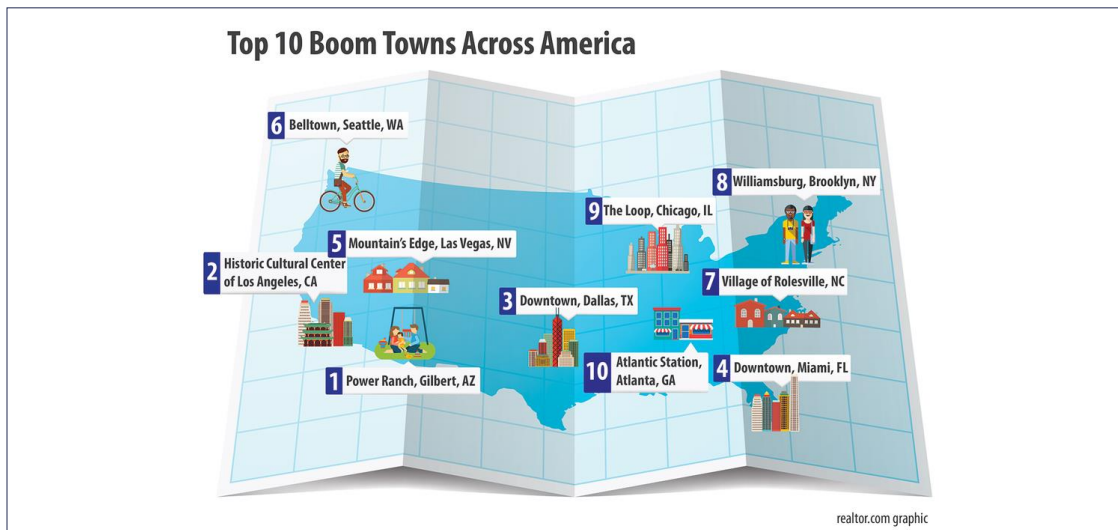 Top 10 Boom Towns Across America
6 Belltown, Seattle, WA
8 Williamsburg, Brooklyn, NY
9 The Loop, Chicago, IL
5 Mountain's Edge, Las Vegas, NV
2 Historic Cultural Center
of Los Angeles, CA
7 Village of Rolesville, NC
3 Downtown, Dallas, TX
10 Atlantic Station,
Atlanta, GA
4 Downtown, Miami, FL
1 Power Ranch, Gilbert, AZ
realtor.com graphic